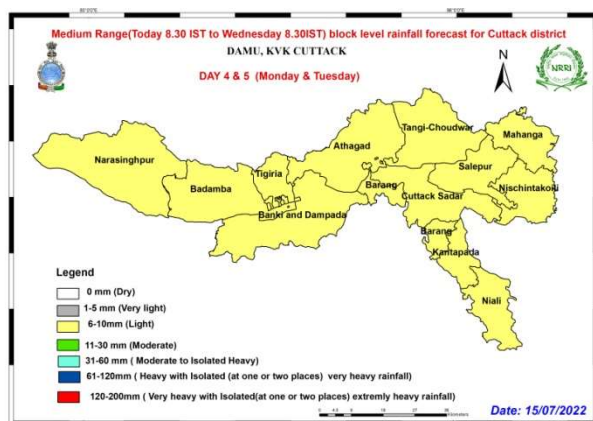 Medium Range(Today 8.30 IST to Wednesday 8.30IST) block level rainfall forecast for Cuttack district
DAMU, KVK CUTTACK
N
NRRI
DAY 4 & 5 (Monday & Tuesday)
Tangi-Choudwar
Mahanga
Athagad
Narasinghpur
Tigiria
Salepur
Badamba
Barang
Nischintakoili
Cuttack Sadar
Banki and Dampada
Barang
Kantapada
Niali
Legend
0 mm (Dry)
1-5 mm (Very light)
6-10mm (Light)
11-30 mm (Moderate)
31-60 mm ( Moderate to Isolated Heavy)
61-120mm ( Heavy with Isolated (at one or two places) very heavy rainfall)
120-200mm ( Very heavy with Isolated(at one or two places) extremly heavy rainfall)
Date: 15/07/2022